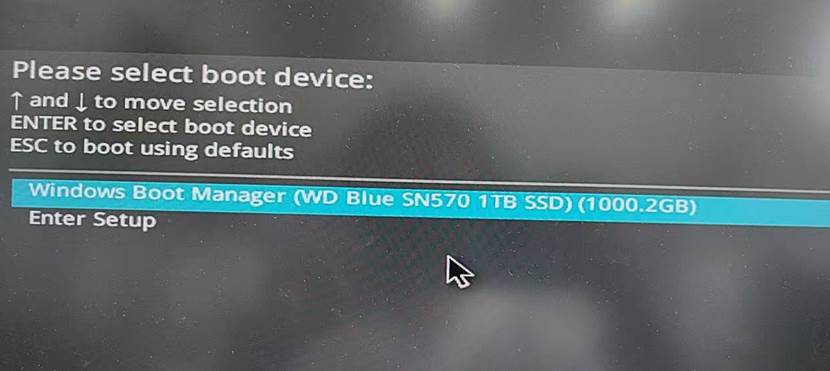 Please select boot device:
↑ and ↓ to move selection
ENTER to select boot device
ESC to boot using defaults
Windows Boot Manager (WD Blue SN570 1TB SSD) (1000.2GB)
Enter Setup